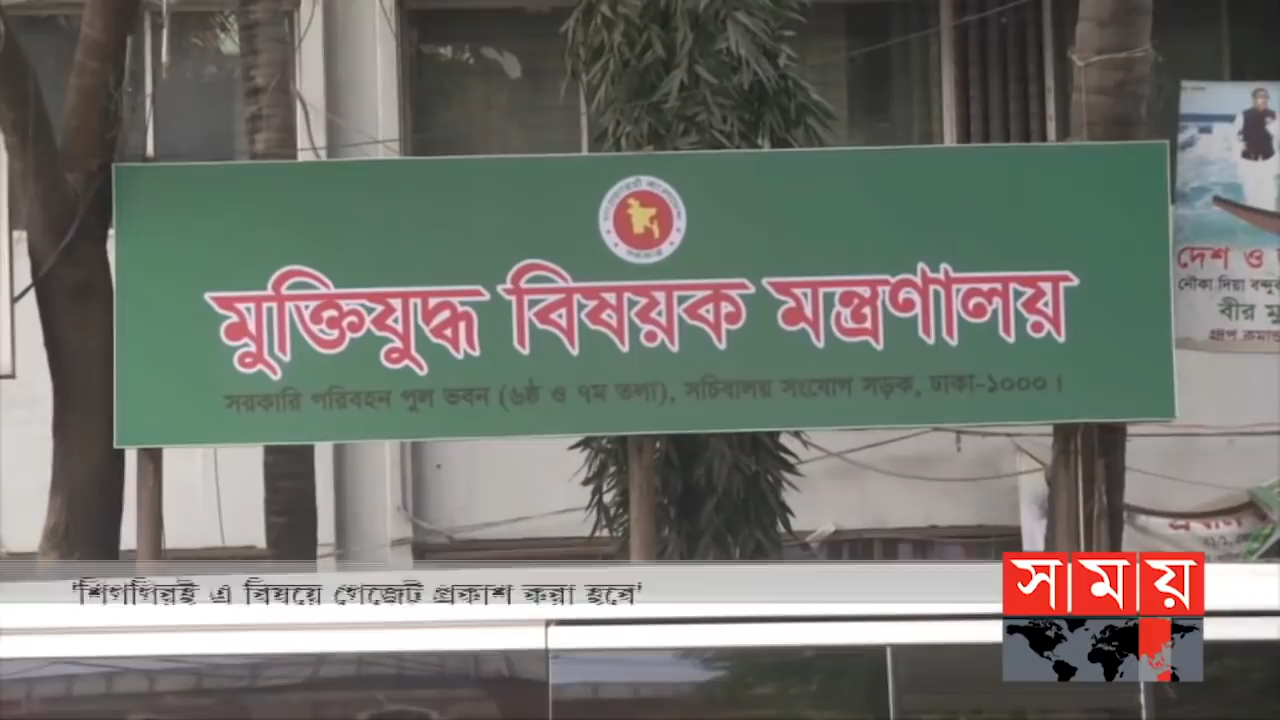 মুক্তিযুদ্ধ বিষয়ক মন্ত্রণালয়
সরকারি পরিবহন পুল ভবন (৬ষ্ঠ ও ৭ম তলা), সচিবালয় সংযোগ সড়ক, ঢাকা-১০০০।
দেশ ও
নৌকা দিয়া
বীর
গ্রুপ
'শিগগিরই এ বিষয়ে গেজেট প্রকাশ করা হবে'
সময়